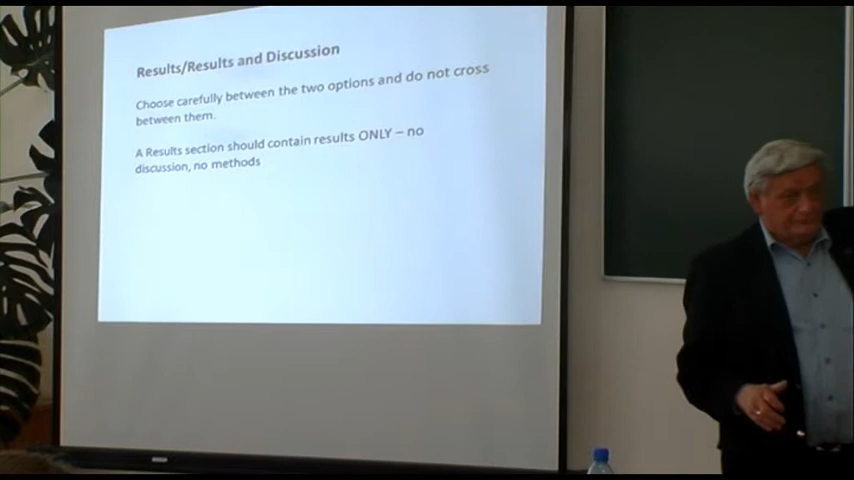 Results/Results and Discussion
Choose carefully between the two options and do not cross
between them.
A Results section should contain results ONLY – no
discussion, no methods